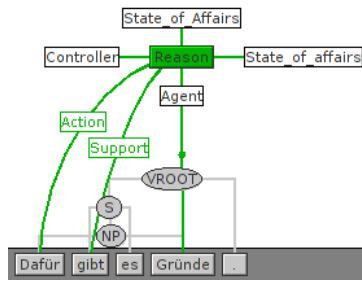 State_of_Affairs
Controller Reason State_of_affairs
Agent
Action
Support
VROOT
S
NP
Dafür gibt es Gründe .